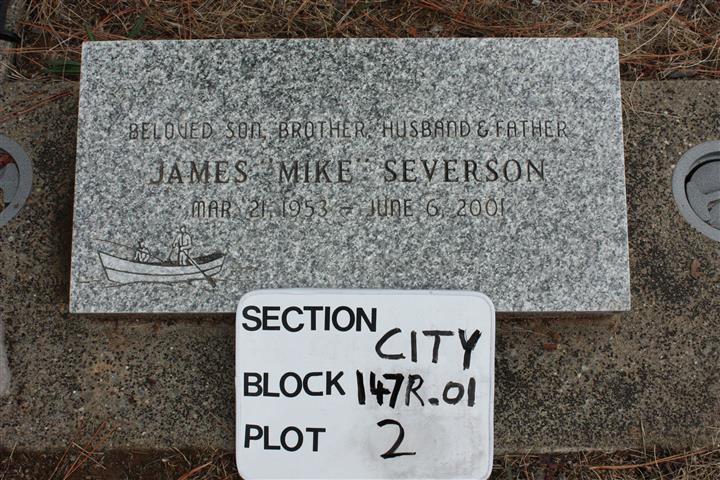 BELOVED SON, BROTHER, HUSBAND & FATHER
JAMES "MIKE" SEVERSON
MAR. 21, 1953 – JUNE 6, 2001
SECTION CITY
BLOCK 147R.01
PLOT 2